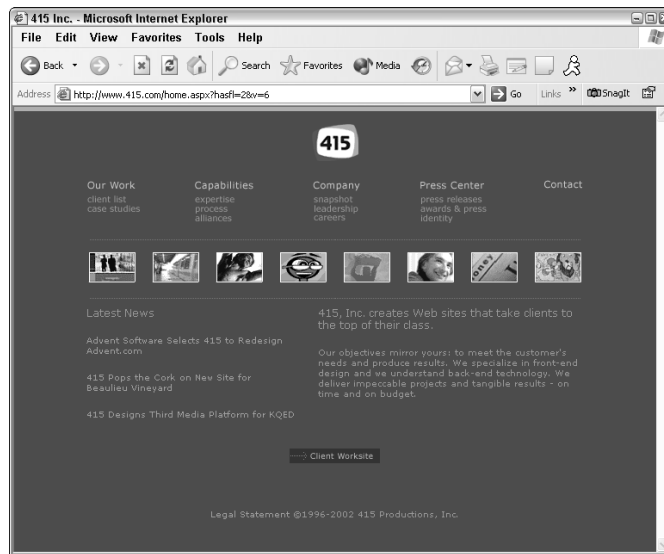 415 Inc. - Microsoft Internet Explorer
File Edit View Favorites Tools Help
Back Search Favorites Media
Address http://www.415.com/home.aspx?hasfl=2&v=6 Go Links » SnagIt
415
Our Work Capabilities Company Press Center Contact
client list expertise snapshot press releases
case studies process leadership awards & press
alliances careers identity
Latest News
Advent Software Selects 415 to Redesign
Advent.com
415 Pops the Cork on New Site for
Beaulieu Vineyard
415 Designs Third Media Platform for KQED
415, Inc. creates Web sites that take clients to
the top of their class.
Our objectives mirror yours: to meet the customer's
needs and produce results. We specialize in front-end
design and we understand back-end technology. We
deliver impeccable projects and tangible results - on
time and on budget.
Client Worksite
Legal Statement ©1996-2002 415 Productions, Inc.